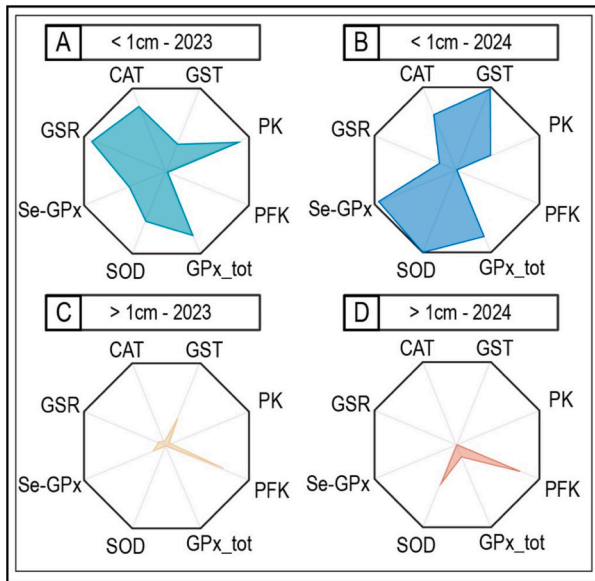 A < 1cm - 2023
B < 1cm - 2024
CAT GST
CAT GST
GSR PK
GSR PK
Se-GPx PFK
Se-GPx PFK
SOD GPx_tot
SOD GPx_tot
C > 1cm - 2023
D > 1cm - 2024
CAT GST
CAT GST
GSR PK
GSR PK
Se-GPx PFK
Se-GPx PFK
SOD GPx_tot
SOD GPx_tot